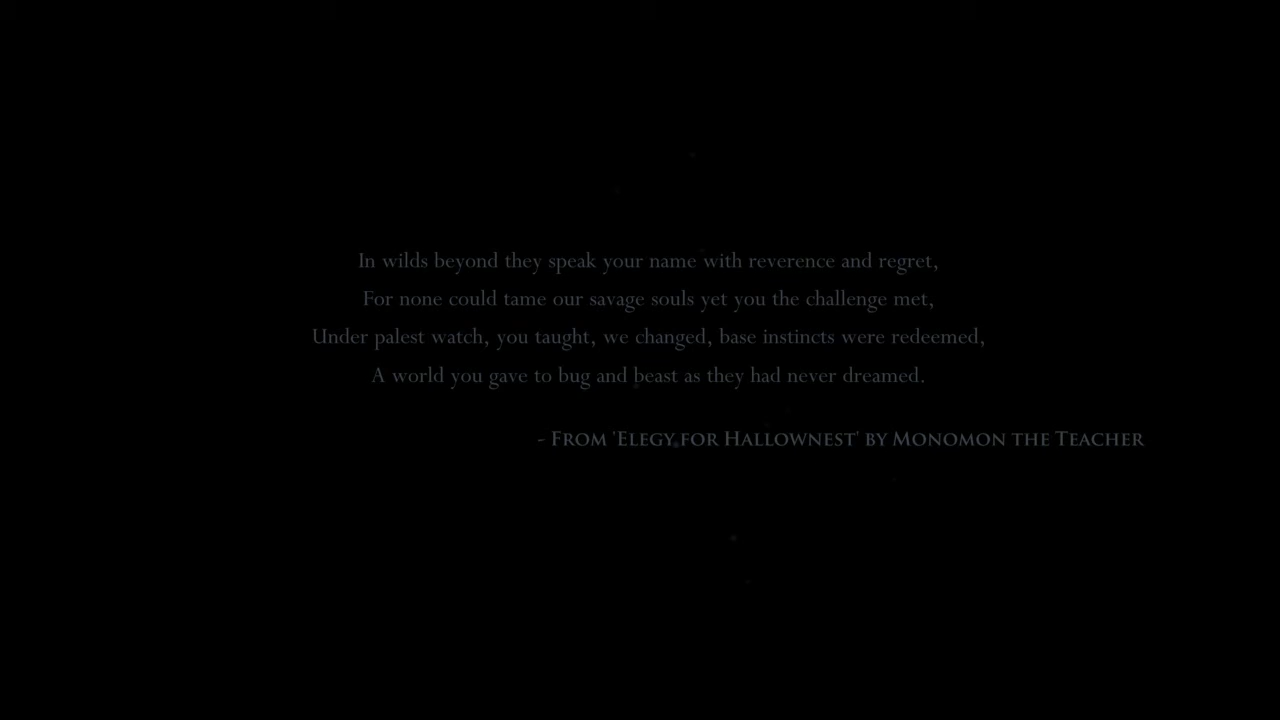 In wilds beyond they speak your name with reverence and regret,
For none could tame our savage souls yet you the challenge met,
Under palest watch, you taught, we changed, base instincts were redeemed,
A world you gave to bug and beast as they had never dreamed.
- From 'Elegy for Hallownest' by Monomon the Teacher